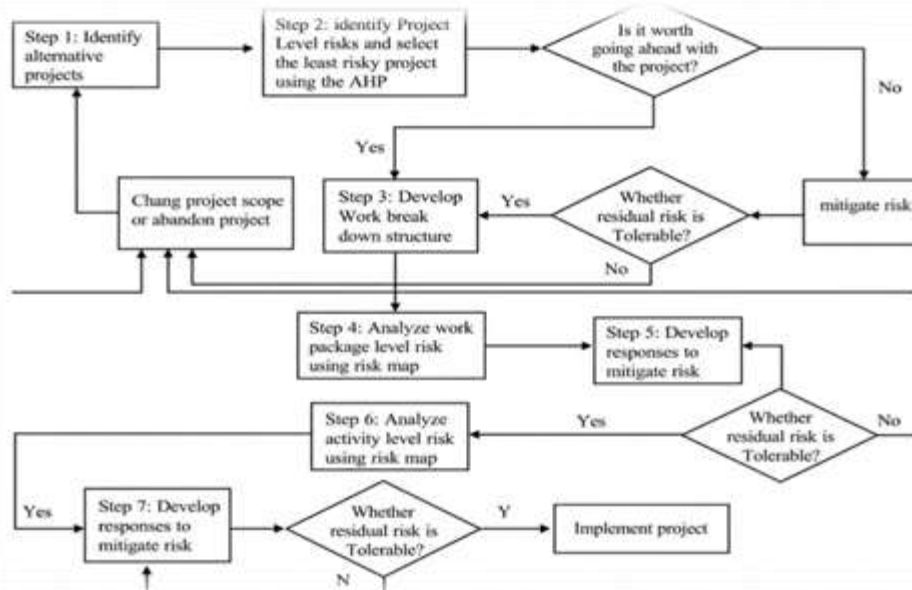 Step 1: Identify
alternative
projects
Step 2: identify Project
Level risks and select
the least risky project
using the AHP
Is it worth
going ahead with
the project?
No
Yes
Chang project scope
or abandon project
Step 3: Develop
Work break
down structure
Yes
Whether
residual risk is
Tolerable?
mitigate risk
No
Step 4: Analyze work
package level risk
using risk map
Step 5: Develop
responses to
mitigate risk
Step 6: Analyze
activity level risk
using risk map
Yes
Whether
residual risk is
Tolerable?
No
Yes
Step 7: Develop
responses to
mitigate risk
Whether
residual risk is
Tolerable?
Y
Implement project
N